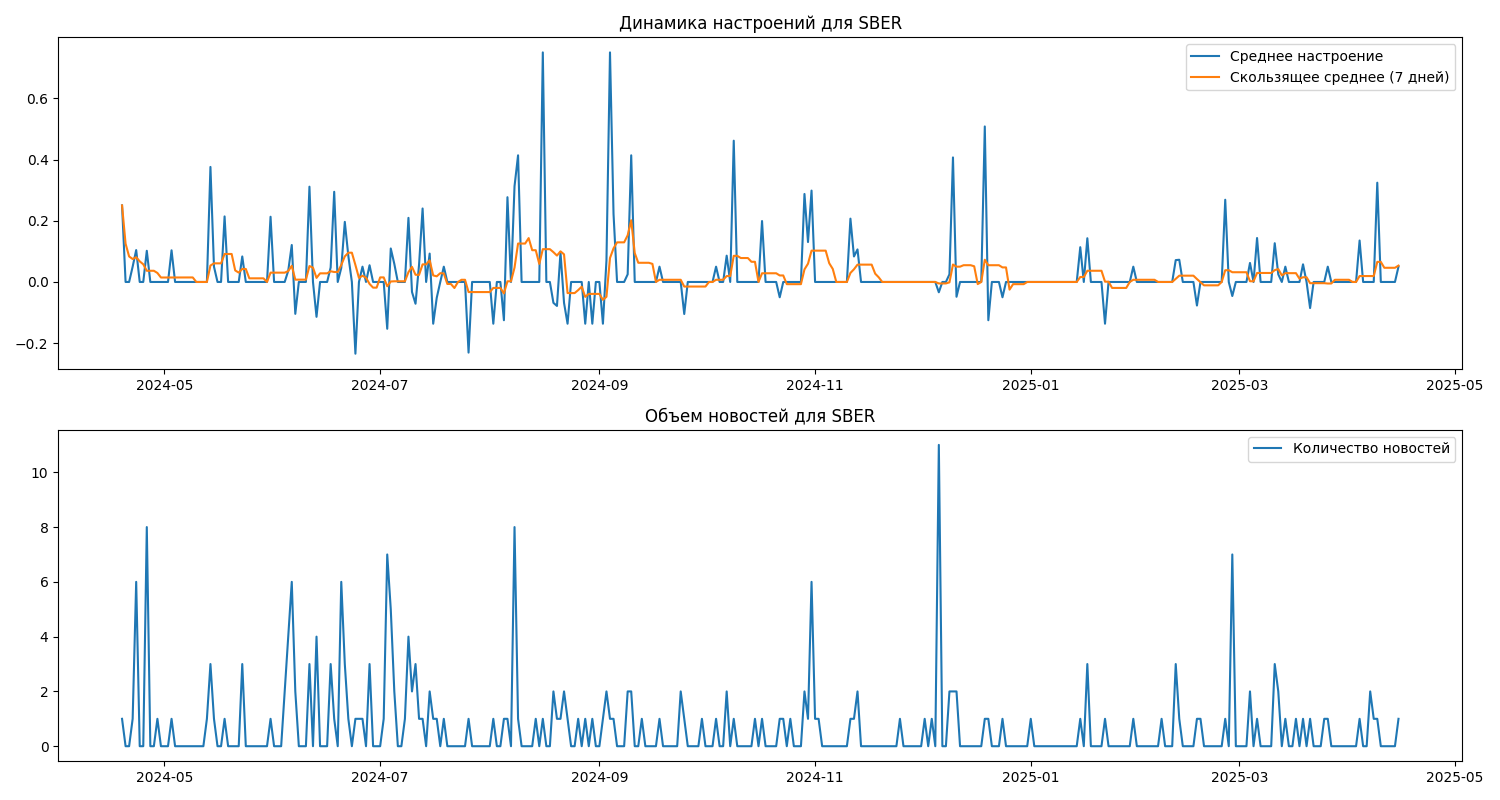 Динамика настроений для SBER
Среднее настроение
Скользящее среднее (7 дней)
0.6
0.4
0.2
0.0
−0.2
2024-05 2024-07 2024-09 2024-11 2025-01 2025-03 2025-05
Объем новостей для SBER
Количество новостей
10
8
6
4
2
0
2024-05 2024-07 2024-09 2024-11 2025-01 2025-03 2025-05